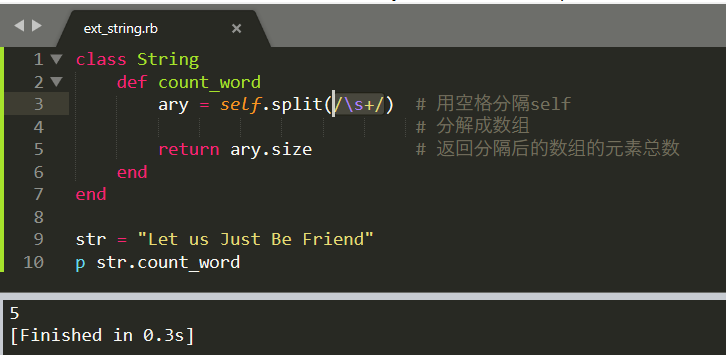 ext_string.rb ×
1 class String
2 def count_word
3 ary = self.split(/\s+/) # 用空格分隔self
4 # 分解成数组
5 return ary.size # 返回分隔后的数组的元素总数
6 end
7 end
8
9 str = "Let us Just Be Friend"
10 p str.count_word
5
[Finished in 0.3s]